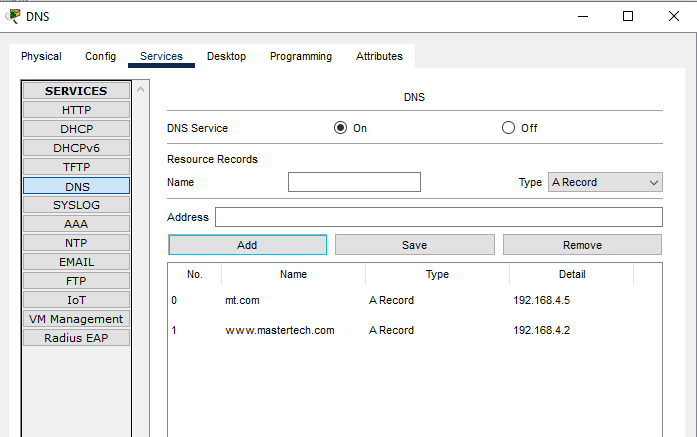 DNS
Physical Config Services Desktop Programming Attributes
SERVICES
HTTP
DHCP
DHCPv6
TFTP
DNS
SYSLOG
AAA
NTP
EMAIL
FTP
IoT
VM Management
Radius EAP
DNS
DNS Service On Off
Resource Records
Name Type A Record
Address
Add Save Remove
No. Name Type Detail
0 mt.com A Record 192.168.4.5
1 www.mastertech.com A Record 192.168.4.2